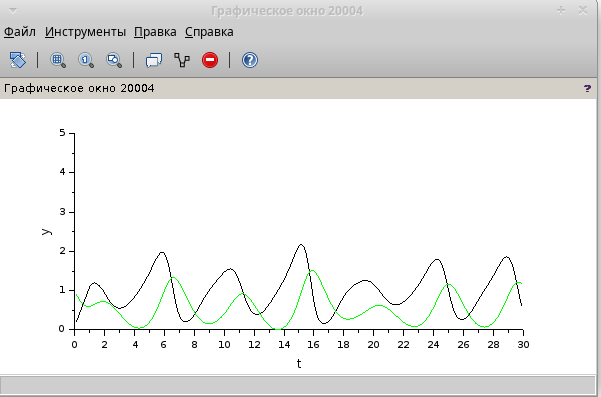 Графическое окно 20004
Файл Инструменты Правка Справка
Графическое окно 20004 ?
5
4
3
2
1
0
y
0 2 4 6 8 10 12 14 16 18 20 22 24 26 28 30
t